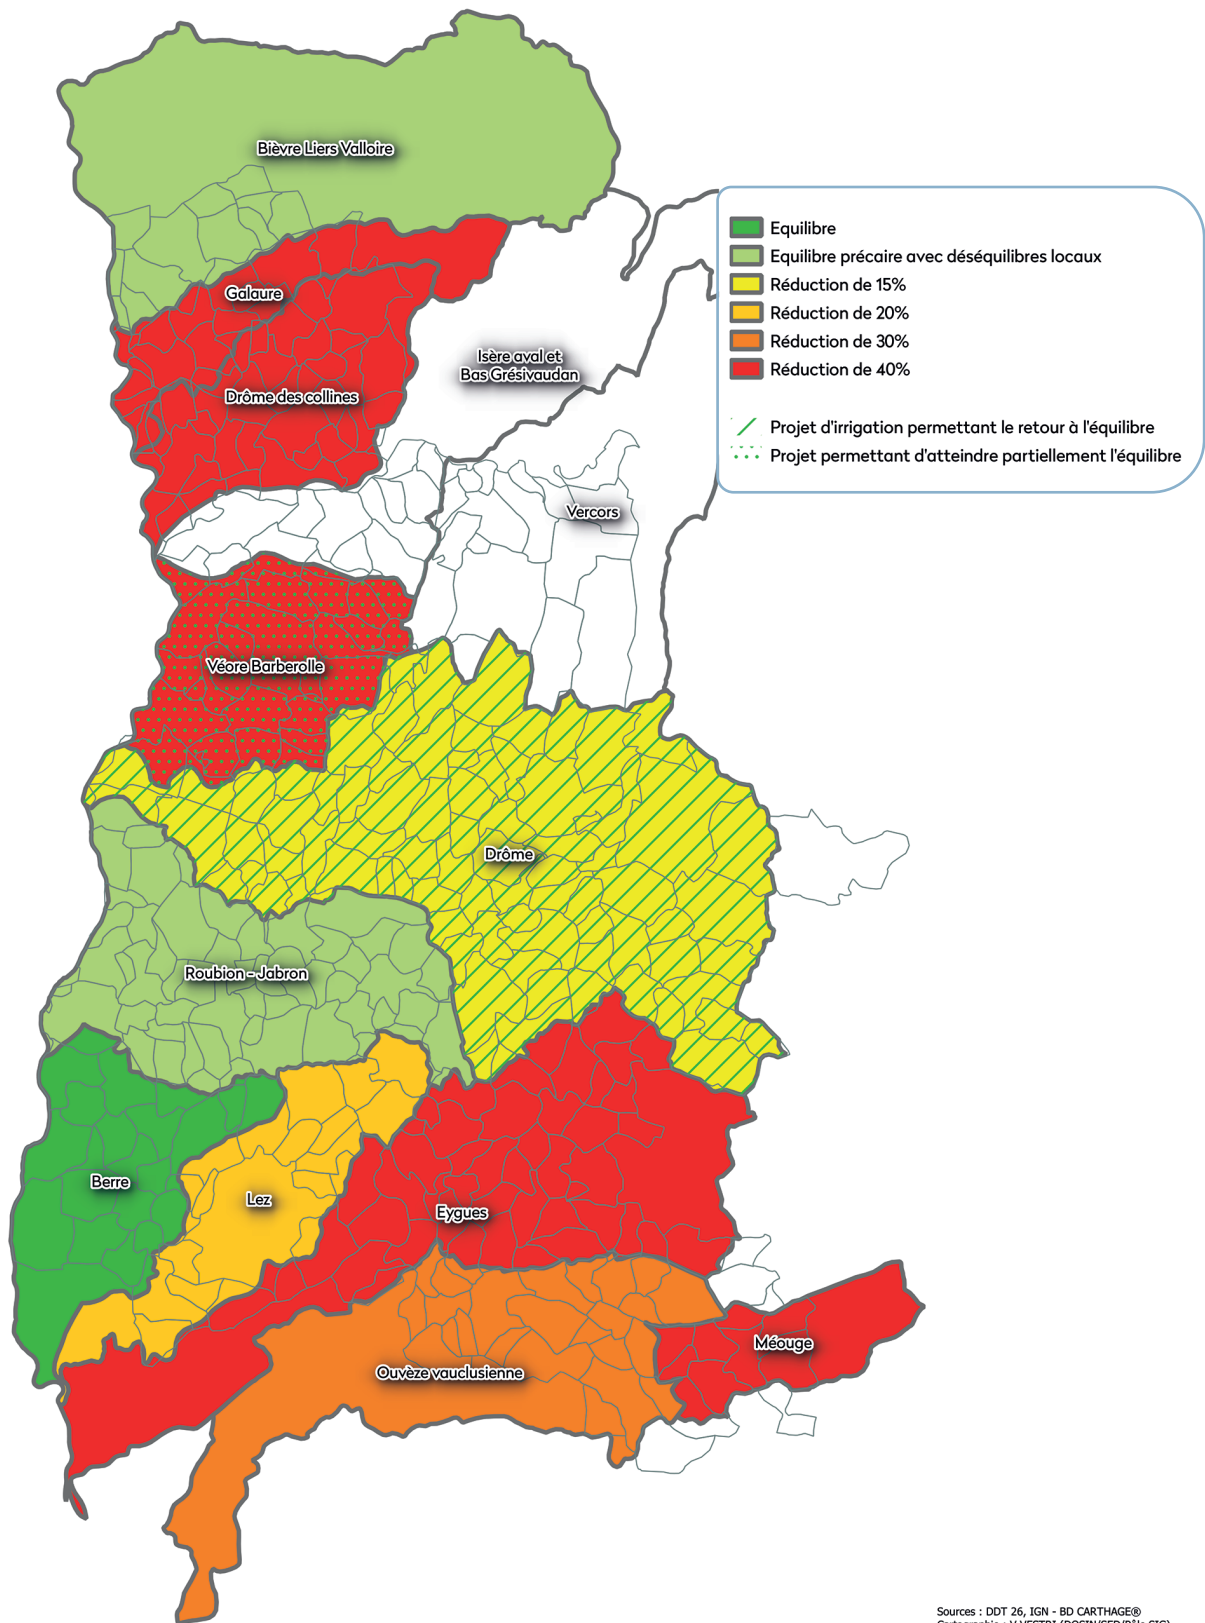 Bièvre Liers Valloire
Equilibre
Equilibre précaire avec déséquilibres locaux
Réduction de 15%
Réduction de 20%
Réduction de 30%
Réduction de 40%
Projet d'irrigation permettant le retour à l'équilibre
Projet permettant d'atteindre partiellement l'équilibre
Galaure
Isère aval et
Bas Grésivaudan
Drôme des collines
Vercors
Véore Barberolle
Drôme
Roubion - Jabron
Berre
Lez
Eygues
Méouge
Ouvèze vauclusienne
Sources : DDT 26, IGN - BD CARTHAGE®